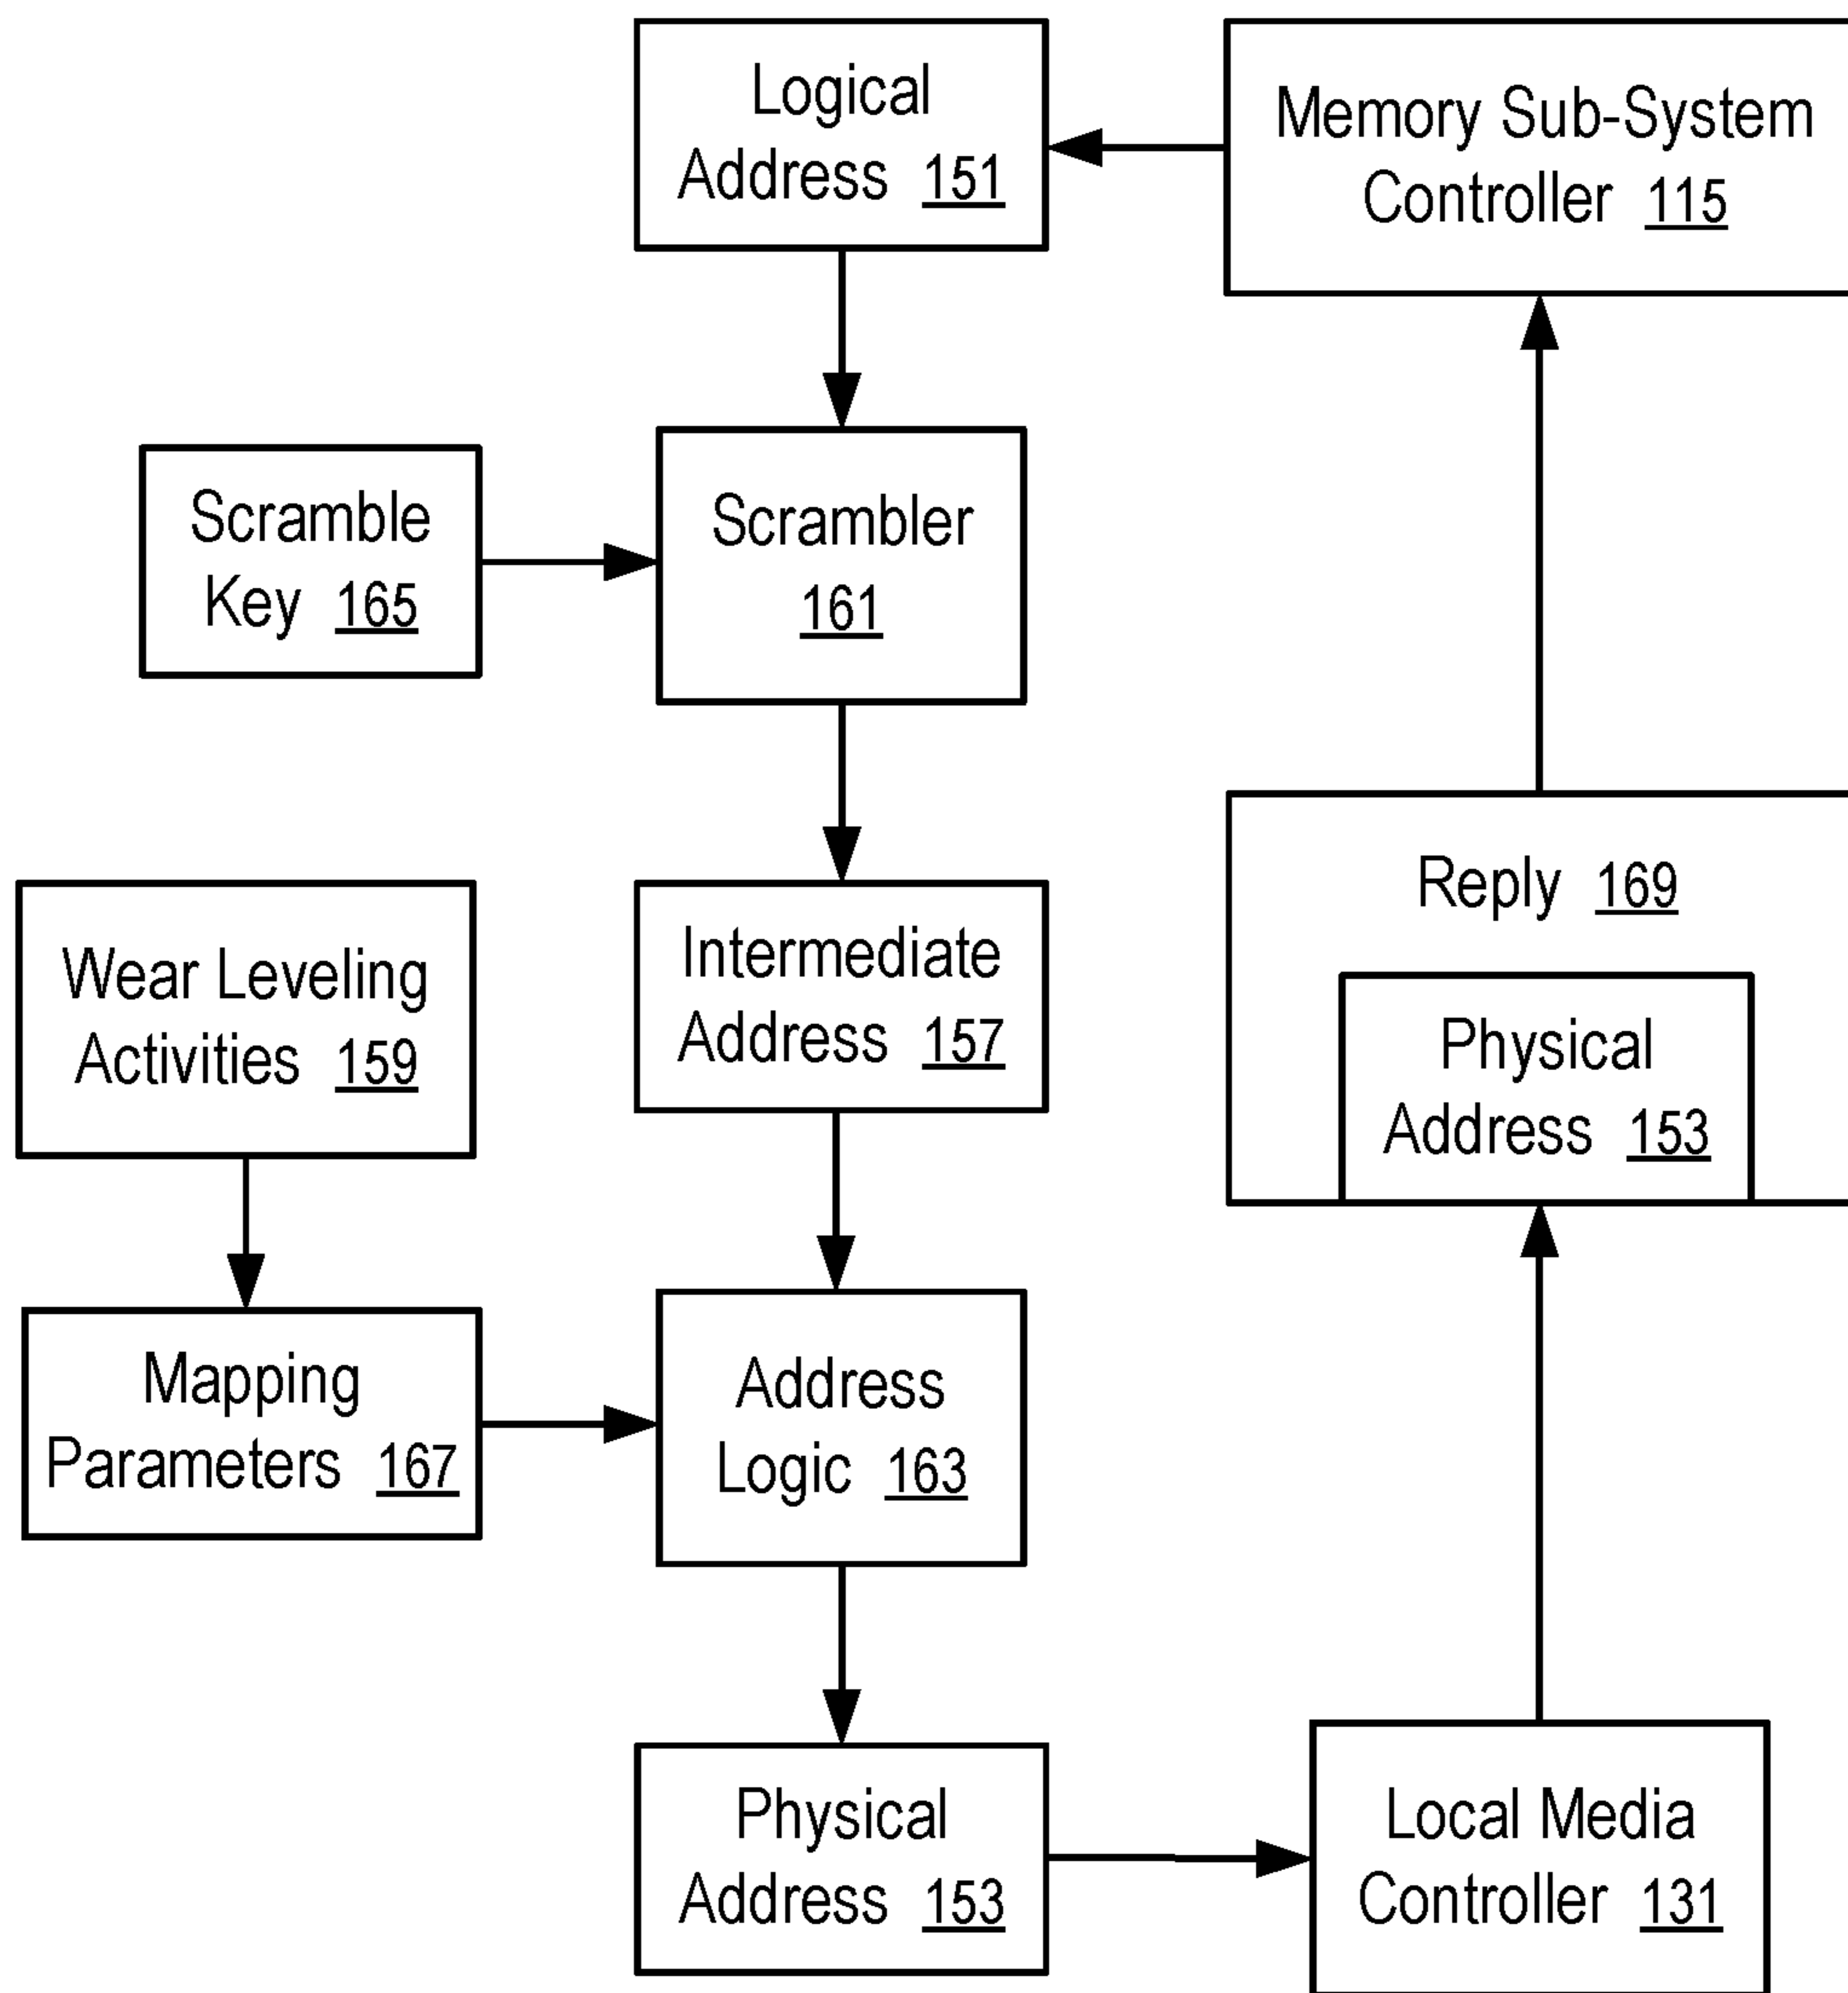 Logical
Address 151
Memory Sub-System
Controller 115
Scramble
Key 165
Scrambler
161
Wear Leveling
Activities 159
Intermediate
Address 157
Reply 169
Physical
Address 153
Mapping
Parameters 167
Address
Logic 163
Physical
Address 153
Local Media
Controller 131